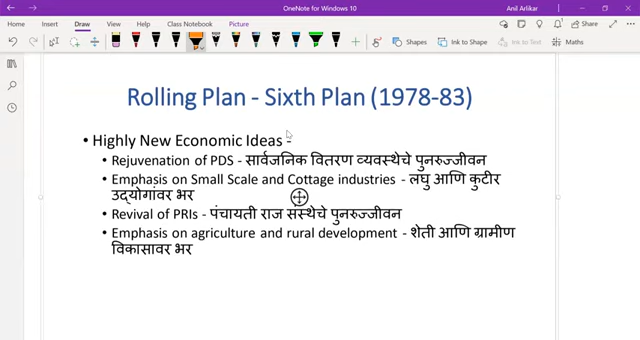 OneNote for Windows 10
Anil Arlikar
Home Insert Draw View Help Class Notebook Picture
Share
Shapes Ink to Shape Ink to Text Maths
Rolling Plan - Sixth Plan (1978-83)
• Highly New Economic Ideas -
• Rejuvenation of PDS - सार्वजनिक वितरण व्यवस्थेचे पुनरुज्जीवन
• Emphasis on Small Scale and Cottage industries - लघु आणि कुटीर
उद्योगांवर भर
• Revival of PRIs - पंचायती राज संस्थेचे पुनरुज्जीवन
• Emphasis on agriculture and rural development - शेती आणि ग्रामीण
विकासावर भर